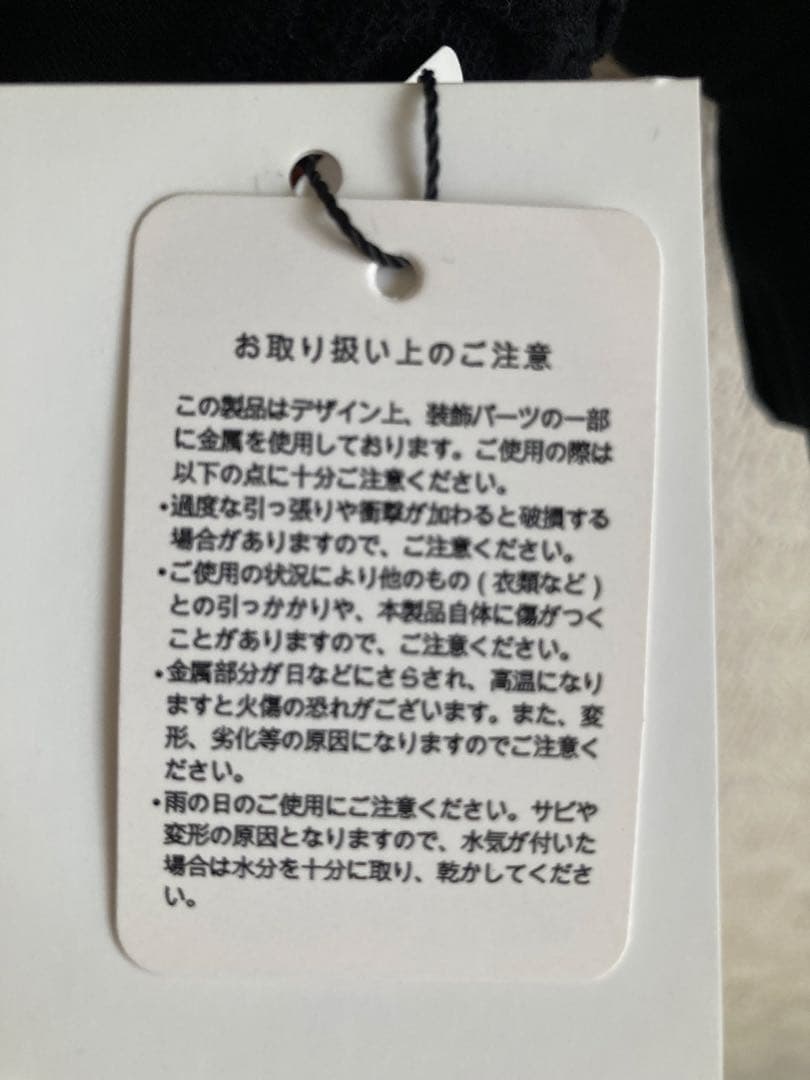 お取り扱い上のご注意
この製品はデザイン上、装飾パーツの一部
に金属を使用しております。ご使用の際は
以下の点に十分ご注意ください。
•過度な引っ張りや衝撃が加わると破損する
場合がありますので、ご注意ください。
•ご使用の状況により他のもの(衣類など)
との引っかかりや、本製品自体に傷がつく
ことがありますので、ご注意ください。
•金属部分が日などにさらされ、高温になり
ますと火傷の恐れがございます。また、変
形、劣化等の原因になりますのでご注意く
ださい。
•雨の日のご使用にご注意ください。サビや
変形の原因となりますので、水気が付いた
場合は水分を十分に取り、乾かしてくださ
い。